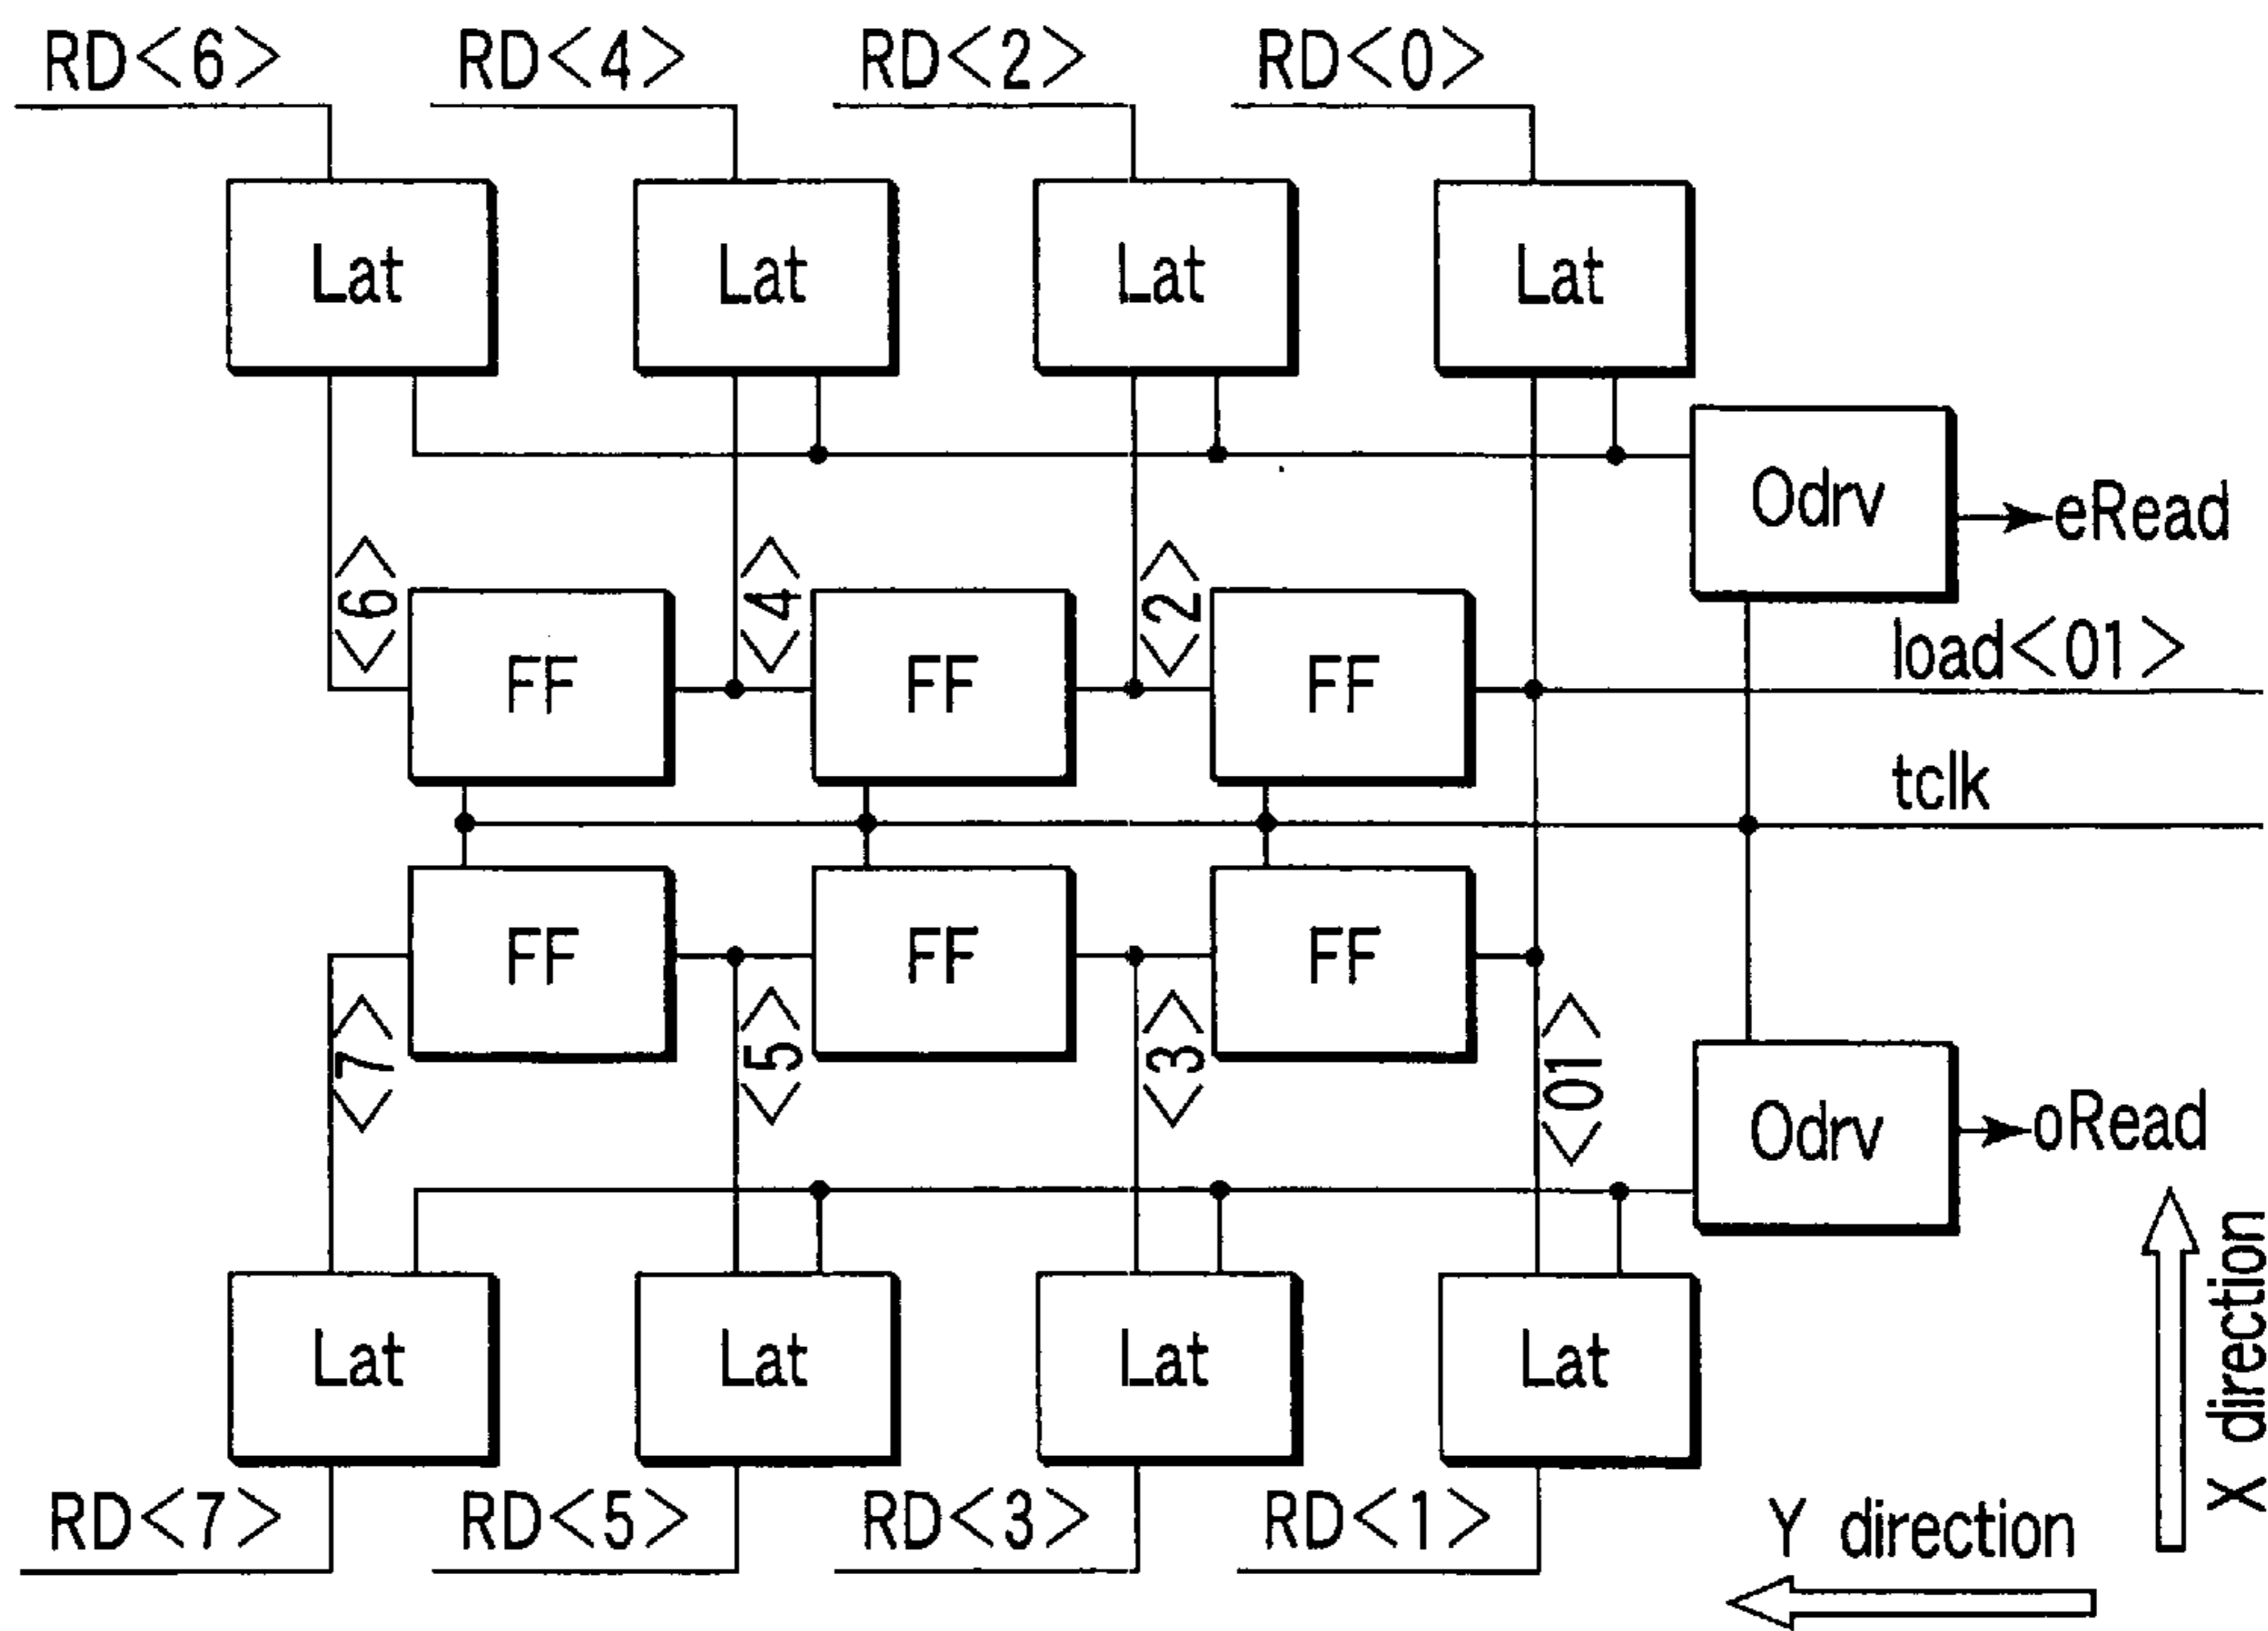 RD<6> RD<4> RD<2> RD<0>
Lat Lat Lat Lat
Odrv
eRead
<6> <4> <2>
load<01>
FF FF FF
tclk
FF FF FF
<7> <5> <3> <01>
Odrv
oRead
Lat Lat Lat Lat
RD<7> RD<5> RD<3> RD<1>
Y direction
X direction